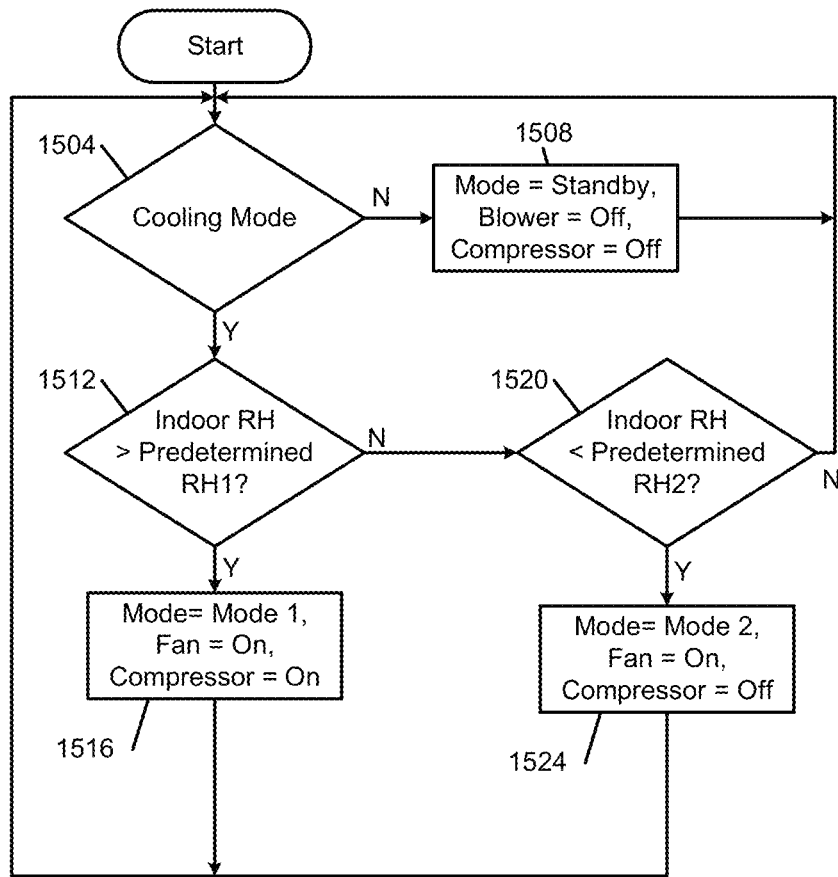 Start
1504
Cooling Mode
N
1508
Mode = Standby,
Blower = Off,
Compressor = Off
Y
1512
Indoor RH
> Predetermined
RH1?
N
1520
Indoor RH
< Predetermined
RH2?
N
Y
Mode= Mode 1,
Fan = On,
Compressor = On
1516
Y
Mode= Mode 2,
Fan = On,
Compressor = Off
1524